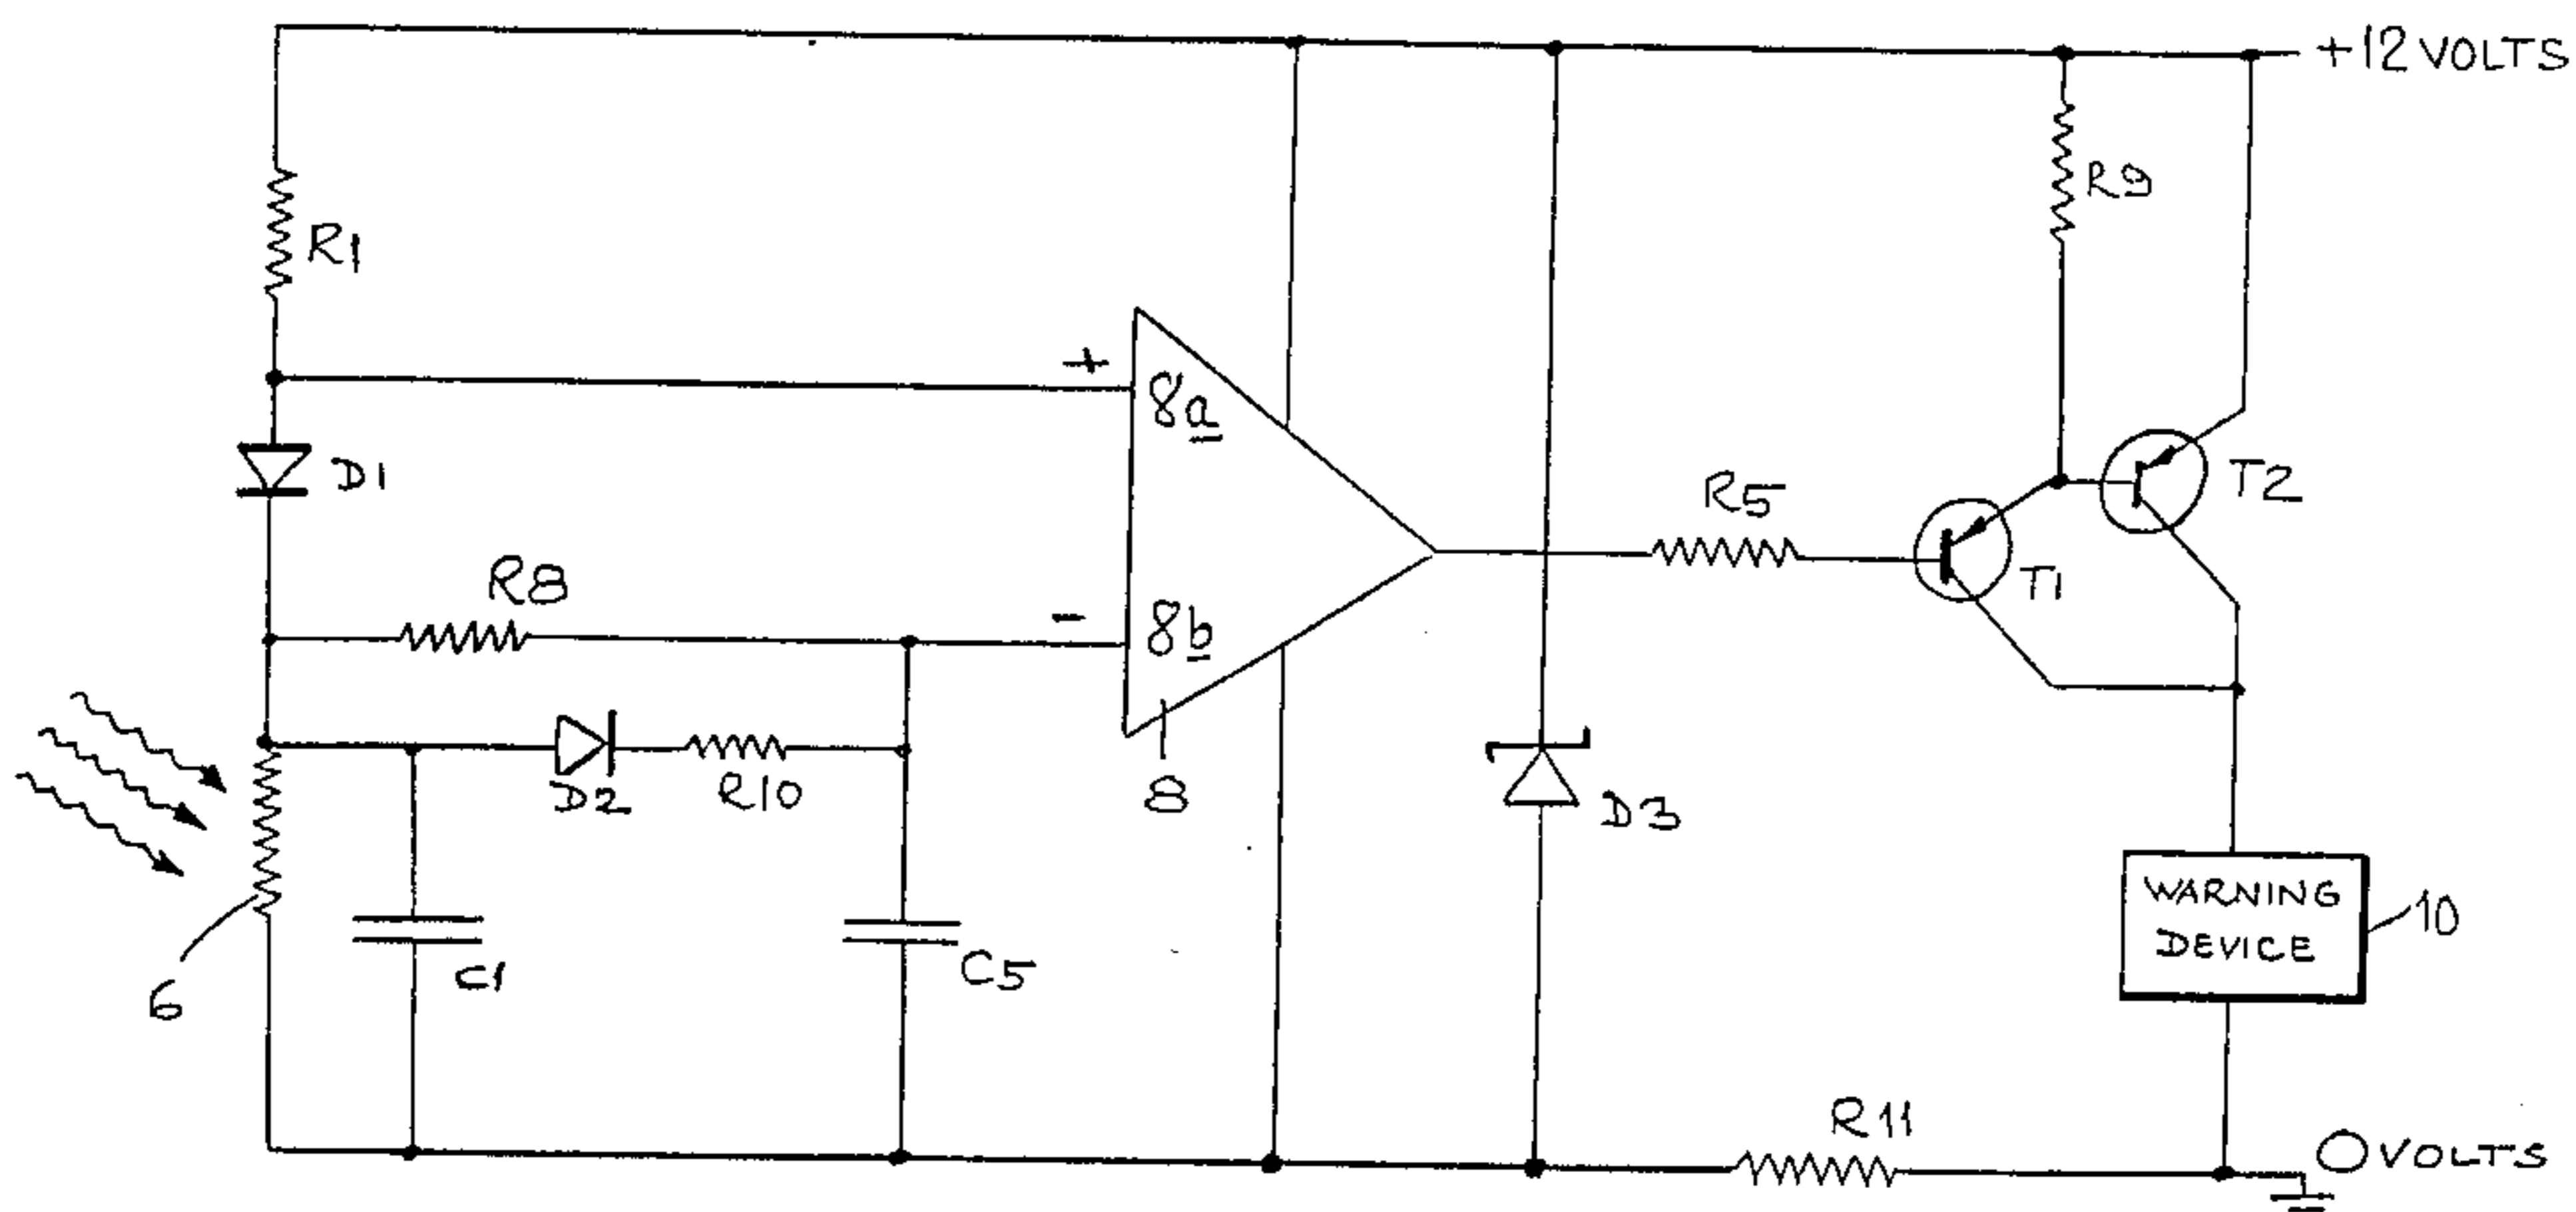 +12 VOLTS
R1
R9
+
8a
D1
T2
R5
R8
T1
-
8b
D2
R10
8
D3
WARNING
DEVICE
10
6
C1
C5
R11
0 VOLTS